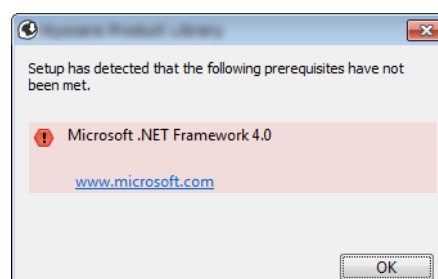 Setup has detected that the following prerequisites have not
been met.
Microsoft .NET Framework 4.0
www.microsoft.com
OK